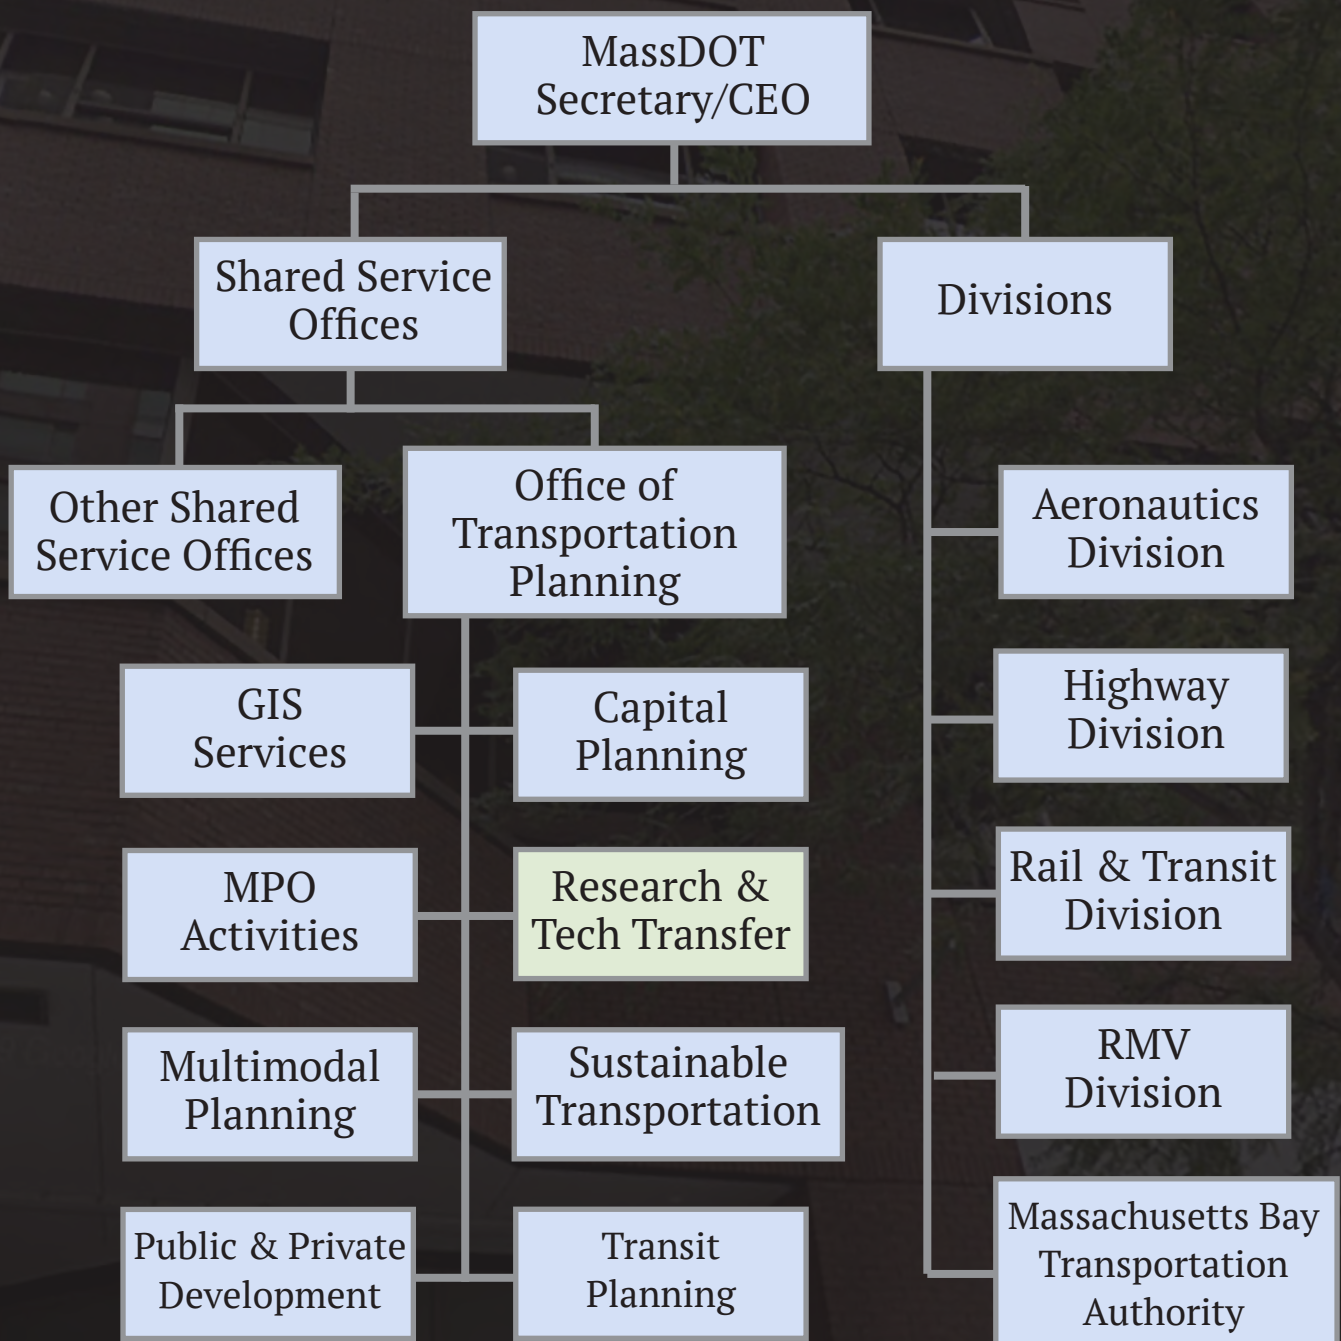 MassDOT
Secretary/CEO
Shared Service
Offices
Divisions
Other Shared
Service Offices
Office of
Transportation
Planning
Aeronautics
Division
GIS
Services
Capital
Planning
Highway
Division
MPO
Activities
Research &
Tech Transfer
Rail & Transit
Division
Multimodal
Planning
Sustainable
Transportation
RMV
Division
Public & Private
Development
Transit
Planning
Massachusetts Bay
Transportation
Authority